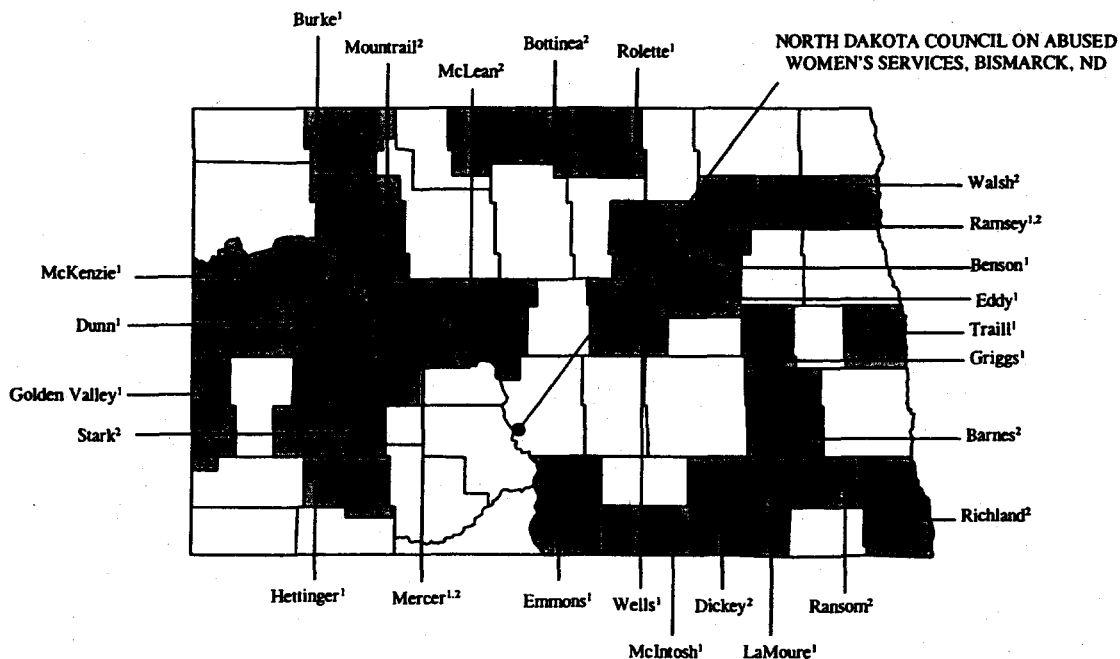 Burke¹
Mountrail²
McLean²
Bottinea²
Rolette¹
NORTH DAKOTA COUNCIL ON ABUSED
WOMEN'S SERVICES, BISMARCK, ND
Walsh²
Ramsey¹,²
McKenzie¹
Benson¹
Eddy¹
Dunn¹
Traill¹
Griggs¹
Golden Valley¹
Stark²
Barnes²
Richland²
Hettinger¹
Mercer¹,²
Emmons¹
Wells¹
Dickey²
Ransom²
McIntosh¹
LaMoure¹